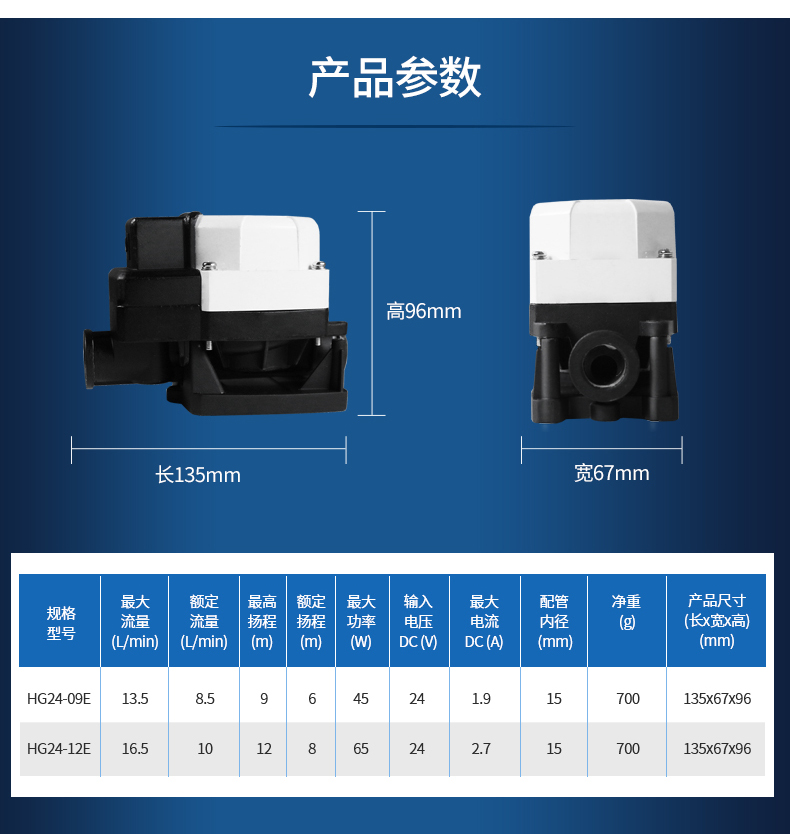 产品参数
高96mm
长135mm
宽67mm
规格
型号
最大
流量
(L/min)
额定
流量
(L/min)
最高
扬程
(m)
额定
扬程
(m)
最大
功率
(W)
输入
电压
DC (V)
最大
电流
DC (A)
配管
内径
(mm)
净重
(g)
产品尺寸
(长x宽x高)
(mm)
HG24-09E 13.5 8.5 9 6 45 24 1.9 15 700 135x67x96
HG24-12E 16.5 10 12 8 65 24 2.7 15 700 135x67x96